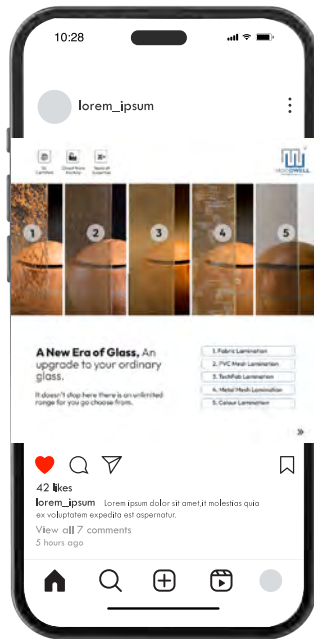 10:28
lorem_ipsum
1
2
3
4
5
A New Era of Glass, An
upgrade to your ordinary
glass.
It doesn't stop here there is an unlimited
range for you go choose from.
1. Fabric Lamination
2. PVC Mesh Lamination
3. TechFab Lamination
4. Metal Mesh Lamination
5. Colour Lamination
42 likes
lorem_ipsum Lorem ipsum dolor sit amet,it molestias quia
ex voluptatem expedita est aspernatur.
View all 7 comments
5 hours ago